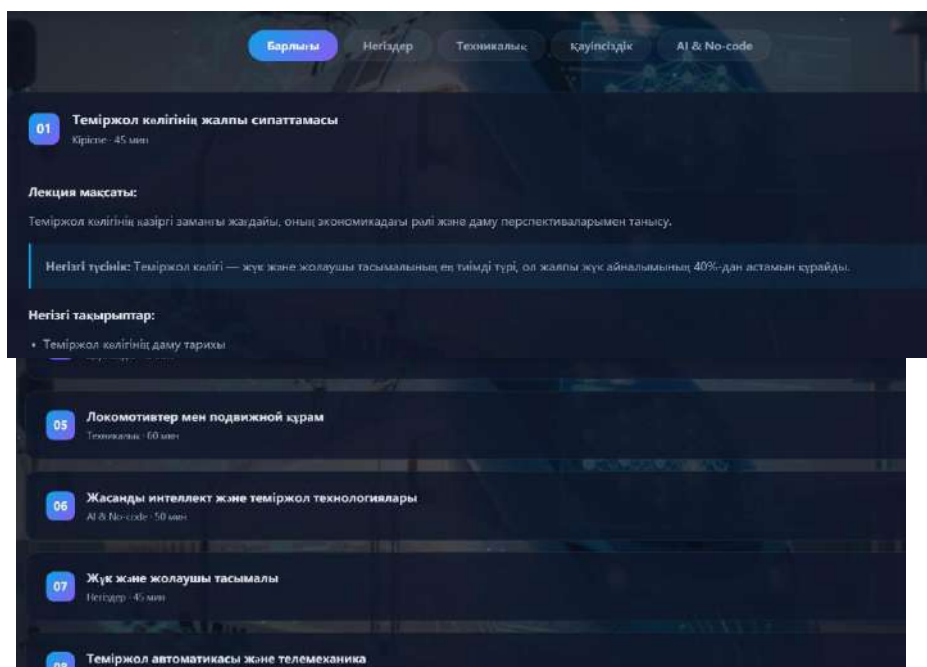 Барлығы Негіздер Техникалық Қауіпсіздік AI & No-code
01 Теміржол көлігінің жалпы сипаттамасы
Кіріспе · 45 мин
Лекция мақсаты:
Теміржол көлігінің қазіргі заманғы жағдайы, оның экономикадағы рөлі және даму перспективаларымен танысу.
Негізгі түсінік: Теміржол көлігі — жүк және жолаушы тасымалының ең тиімді түрі, ол жалпы жүк айналымының 40%-дан астамын құрайды.
Негізгі тақырыптар:
• Теміржол көлігінің даму тарихы
05 Локомотивтер мен подвижной құрам
Техникалық · 60 мин
06 Жасанды интеллект және теміржол технологиялары
AI & No-code · 50 мин
07 Жүк және жолаушы тасымалы
Негіздер · 45 мин
08 Теміржол автоматикасы және телемеханика